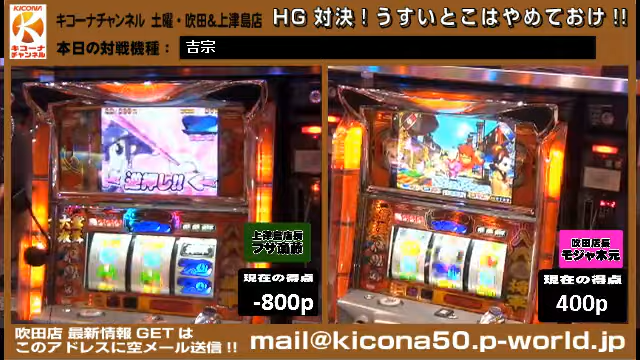 KICONA
キコーナ
チャンネル
キコーナチャンネル 土曜・吹田&上津島店
HG対決!うすいとこはやめておけ!!
本日の対戦機種:
吉宗
逆押し!!
上津島店長
現在の得点
-800p
吹田店長
モジャ木元
現在の得点
400p
吹田店 最新情報GETは
このアドレスに空メール送信!!
mail@kicona50.p-world.jp